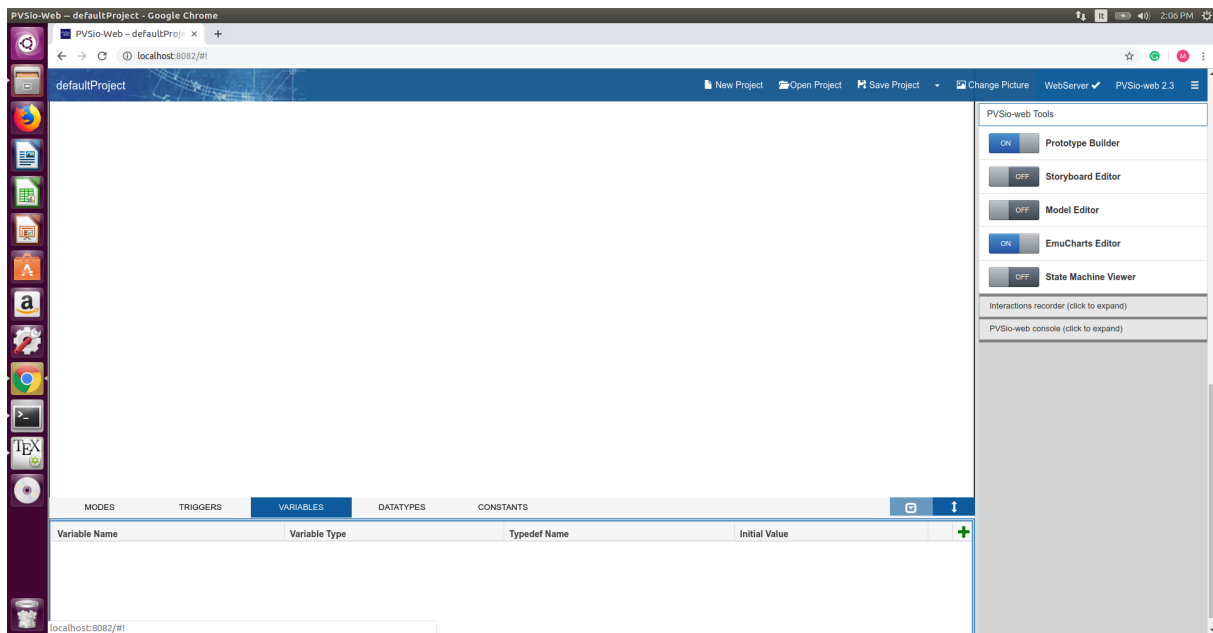 PVSio-Web -- defaultProject - Google Chrome
lt
2:06 PM
PVSio-Web -- defaultProje
localhost:8082/#!
G
M
defaultProject
New Project
Open Project
Save Project
Change Picture
WebServer
PVSio-web 2.3
PVSio-web Tools
ON Prototype Builder
OFF Storyboard Editor
OFF Model Editor
ON EmuCharts Editor
OFF State Machine Viewer
Interactions recorder (click to expand)
PVSio-web console (click to expand)
A
a
>_
TEX
MODES TRIGGERS VARIABLES DATATYPES CONSTANTS
Variable Name Variable Type Typedef Name Initial Value
localhost:8082/#!